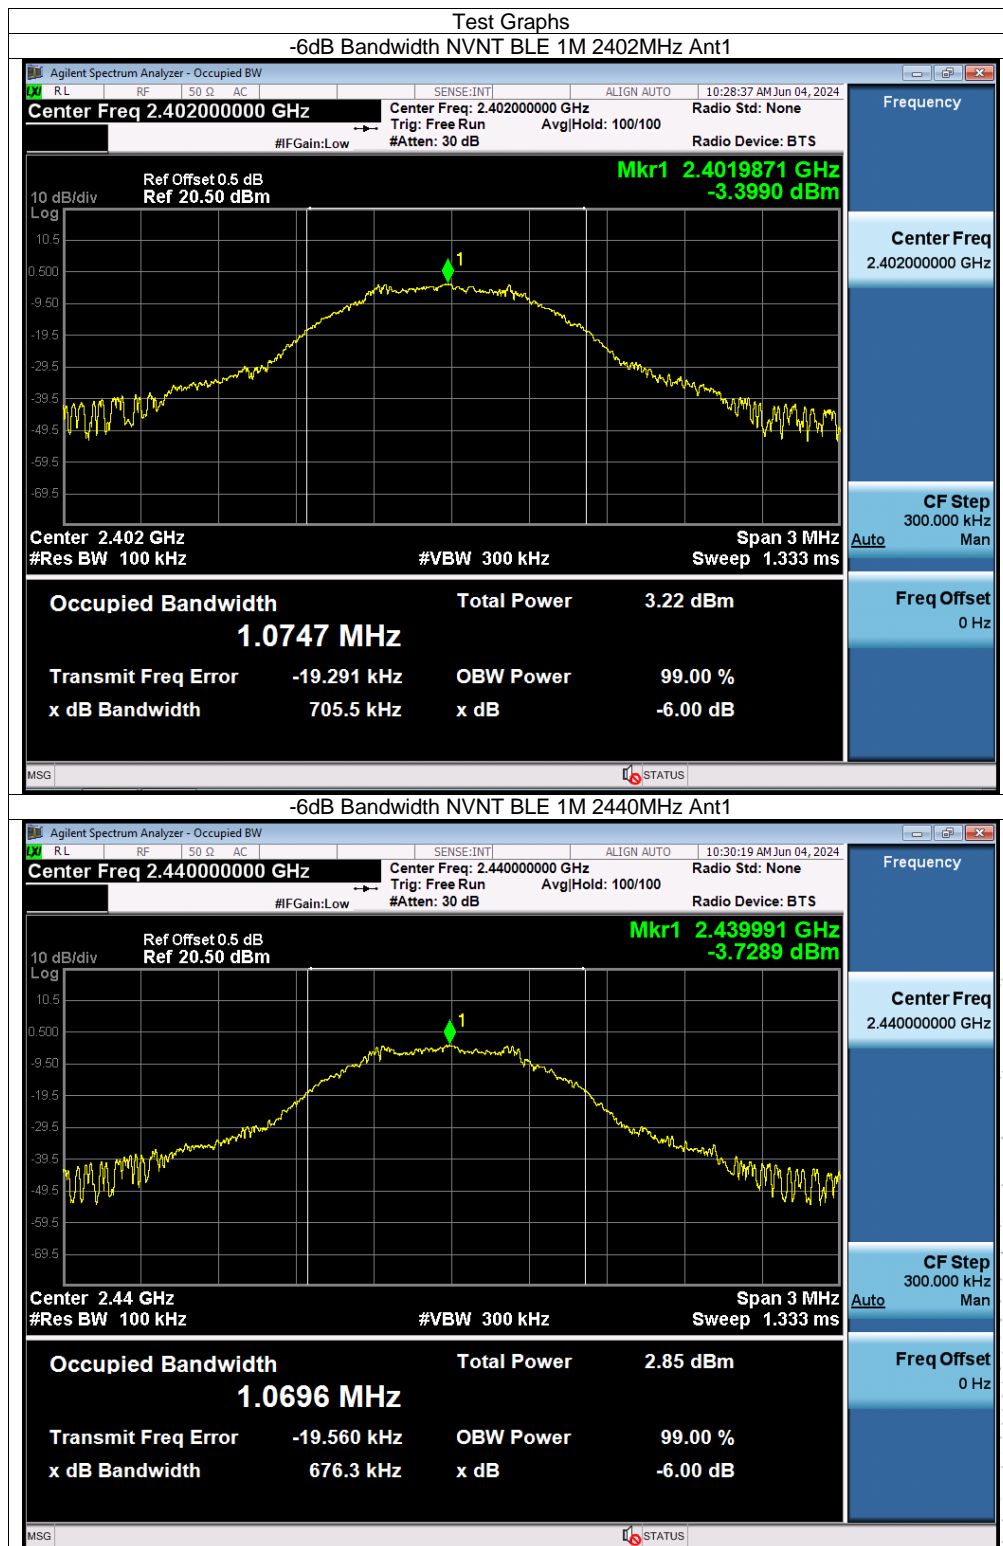 Test Graphs
-6dB Bandwidth NVNT BLE 1M 2402MHz Ant1
Agilent Spectrum Analyzer - Occupied BW
LXI RL RF 50 Ω AC SENSE:INT ALIGN AUTO 10:28:37 AM Jun 04, 2024
Center Freq 2.402000000 GHz Center Freq: 2.402000000 GHz Radio Std: None Frequency
Trig: Free Run Avg|Hold: 100/100
#IFGain:Low #Atten: 30 dB Radio Device: BTS
Mkr1 2.4019871 GHz
-3.3990 dBm
Ref Offset 0.5 dB
10 dB/div Ref 20.50 dBm
Log
10.5
0.500
-9.50
-19.5
-29.5
-39.5
-49.5
-59.5
-69.5
1
Center Freq
2.402000000 GHz
Center 2.402 GHz Span 3 MHz
#Res BW 100 kHz #VBW 300 kHz Sweep 1.333 ms
CF Step
300.000 kHz
Auto Man
Occupied Bandwidth Total Power 3.22 dBm
1.0747 MHz
Transmit Freq Error -19.291 kHz OBW Power 99.00 %
x dB Bandwidth 705.5 kHz x dB -6.00 dB
Freq Offset
0 Hz
MSG STATUS
-6dB Bandwidth NVNT BLE 1M 2440MHz Ant1
Agilent Spectrum Analyzer - Occupied BW
LXI RL RF 50 Ω AC SENSE:INT ALIGN AUTO 10:30:19 AM Jun 04, 2024
Center Freq 2.440000000 GHz Center Freq: 2.440000000 GHz Radio Std: None Frequency
Trig: Free Run Avg|Hold: 100/100
#IFGain:Low #Atten: 30 dB Radio Device: BTS
Mkr1 2.439991 GHz
-3.7289 dBm
Ref Offset 0.5 dB
10 dB/div Ref 20.50 dBm
Log
10.5
0.500
-9.50
-19.5
-29.5
-39.5
-49.5
-59.5
-69.5
1
Center Freq
2.440000000 GHz
Center 2.44 GHz Span 3 MHz
#Res BW 100 kHz #VBW 300 kHz Sweep 1.333 ms
CF Step
300.000 kHz
Auto Man
Occupied Bandwidth Total Power 2.85 dBm
1.0696 MHz
Transmit Freq Error -19.560 kHz OBW Power 99.00 %
x dB Bandwidth 676.3 kHz x dB -6.00 dB
Freq Offset
0 Hz
MSG STATUS